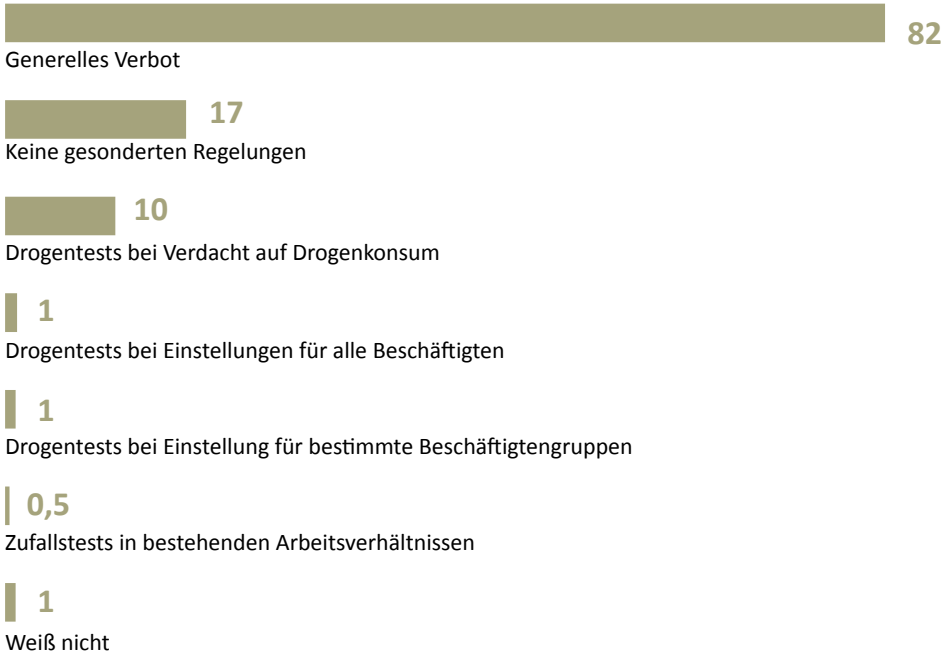 82
Generelles Verbot
17
Keine gesonderten Regelungen
10
Drogentests bei Verdacht auf Drogenkonsum
1
Drogentests bei Einstellungen für alle Beschäftigten
1
Drogentests bei Einstellung für bestimmte Beschäftigtengruppen
0,5
Zufallstests in bestehenden Arbeitsverhältnissen
1
Weiß nicht